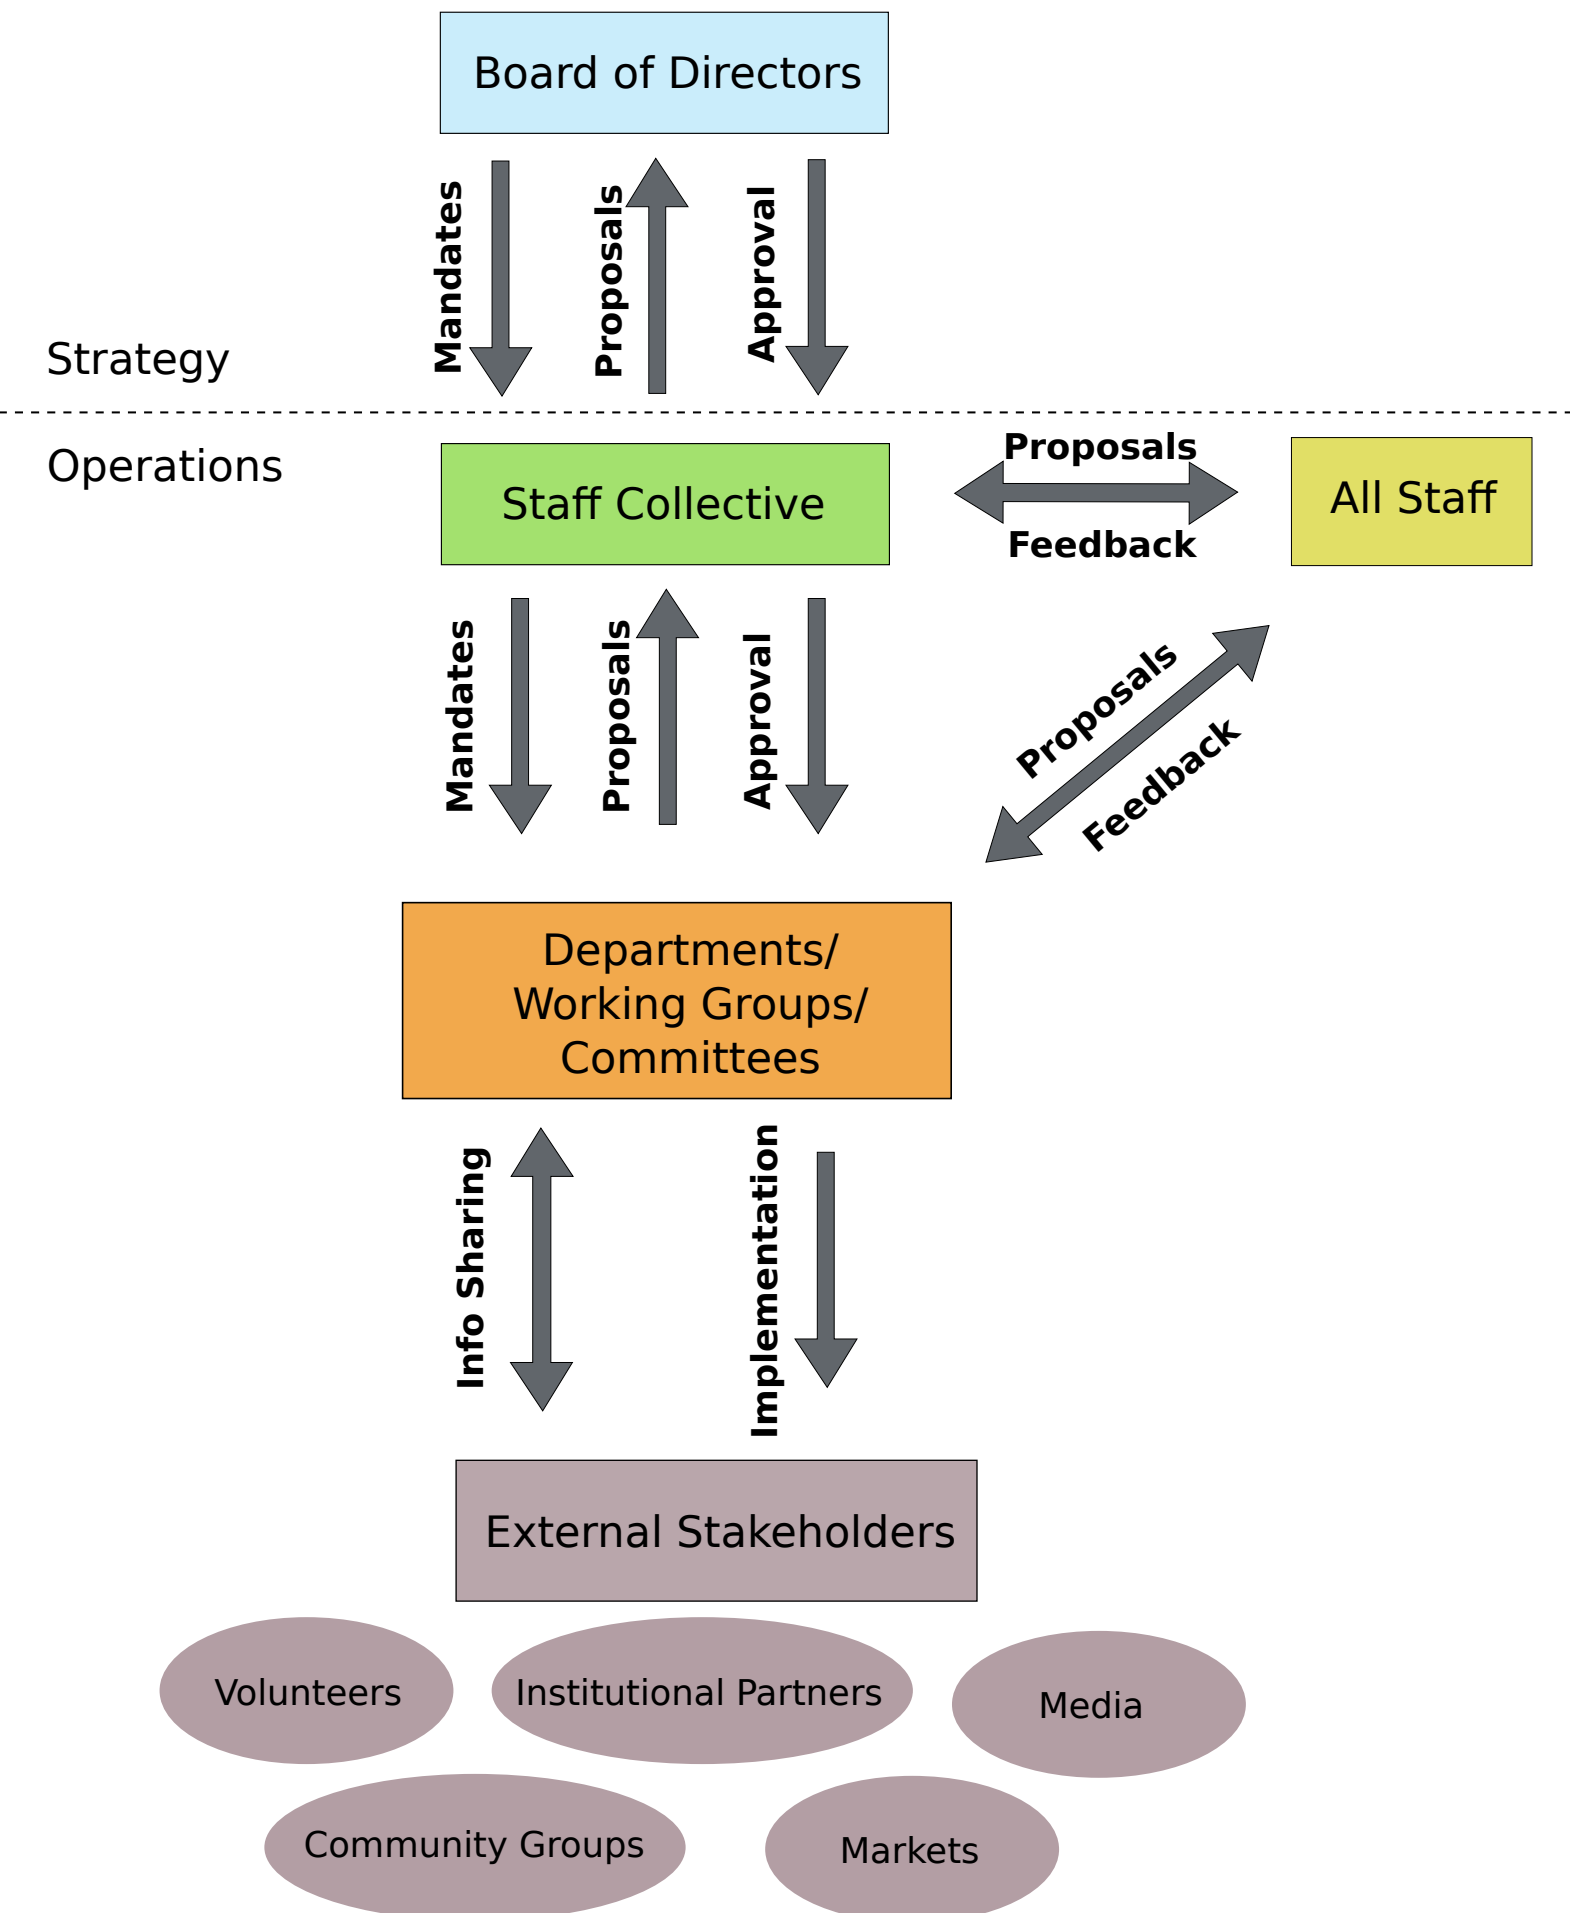 Board of Directors
Mandates
Proposals
Approval
Strategy
Operations
Staff Collective
Proposals
Feedback
All Staff
Mandates
Proposals
Approval
Proposals
Feedback
Departments/
Working Groups/
Committees
Info Sharing
Implementation
External Stakeholders
Volunteers
Institutional Partners
Media
Community Groups
Markets